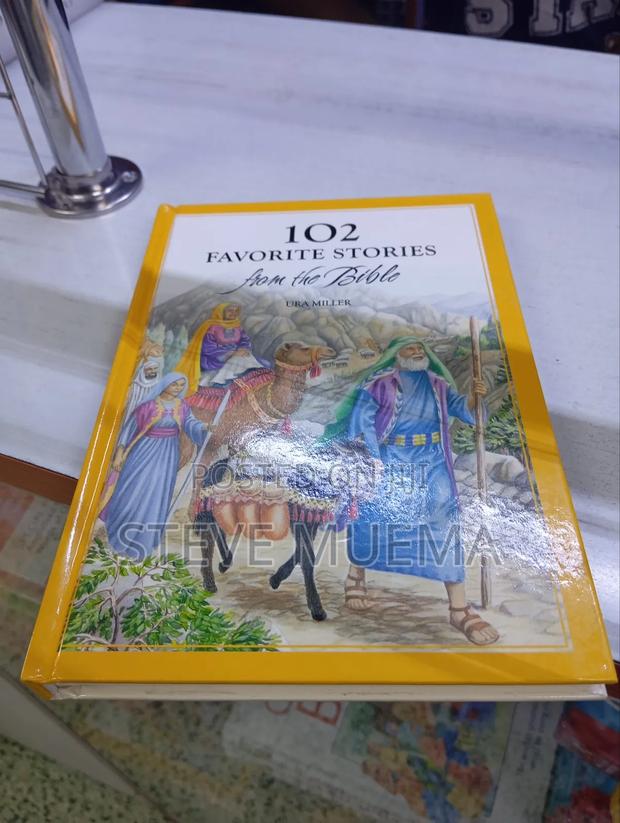 102
FAVORITE STORIES
from the Bible
URA MILLER
POSTED ON JIJI
STEVE MUEMA